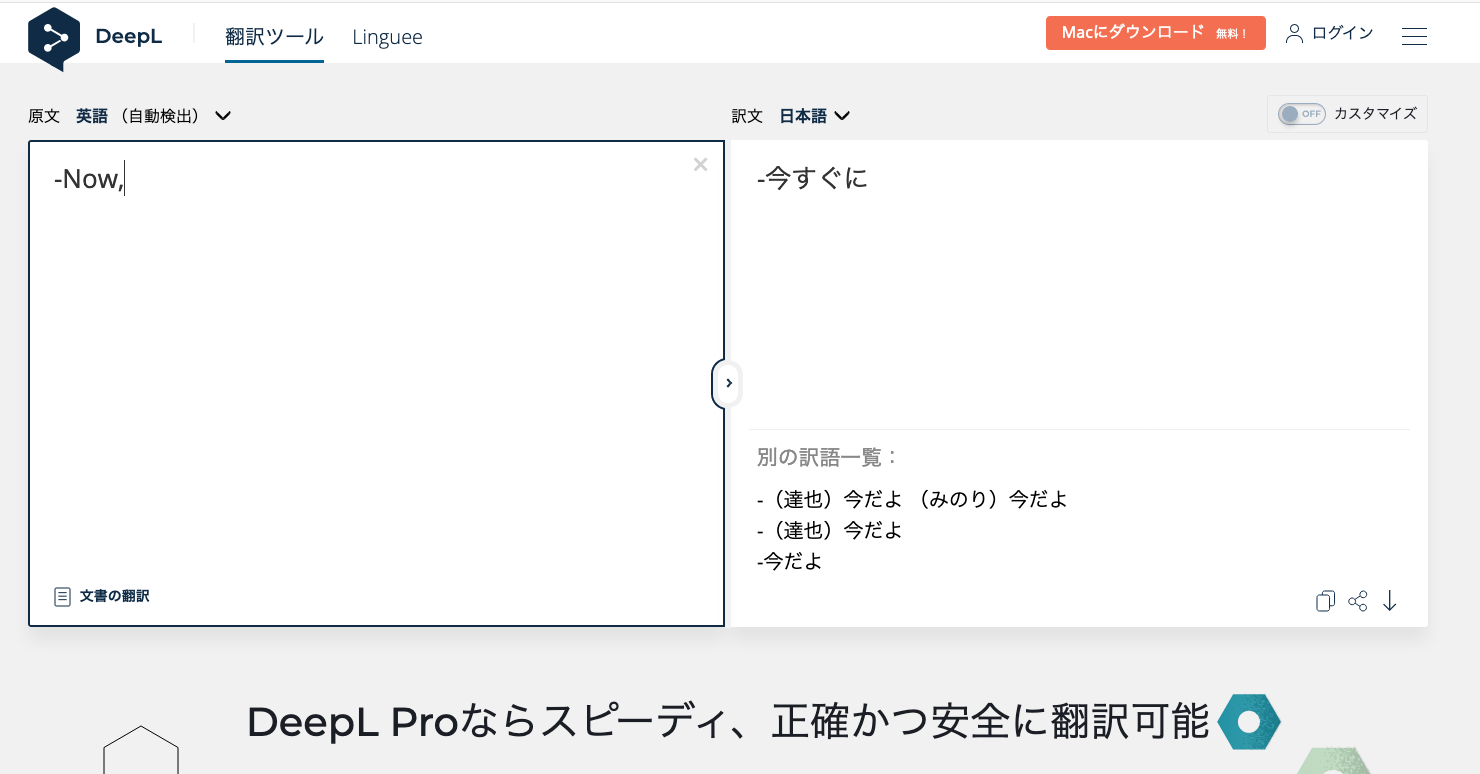 DeepL 翻訳ツール Linguee Macにダウンロード 無料! ログイン
原文 英語 (自動検出) 訳文 日本語 OFF カスタマイズ
-Now,
-今すぐに
別の訳語一覧：
-（達也）今だよ （みのり）今だよ
-（達也）今だよ
-今だよ
文書の翻訳
DeepL Proならスピーディ、正確かつ安全に翻訳可能